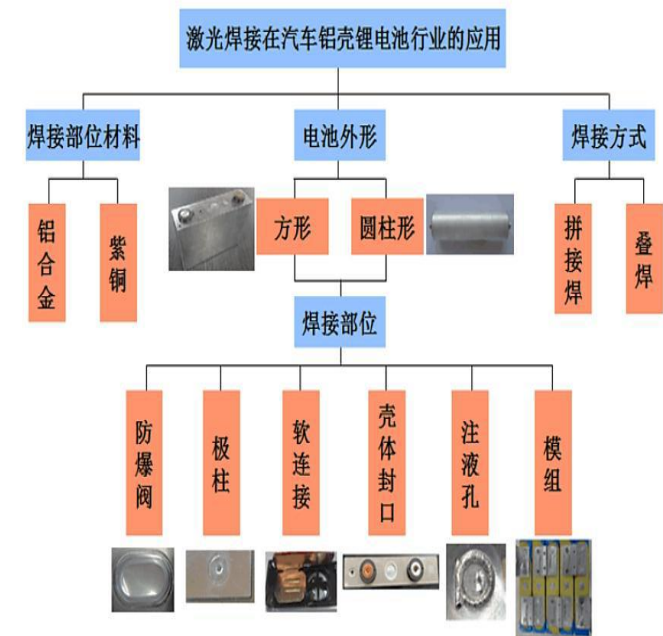 激光焊接在汽车铝壳锂电池行业的应用
焊接部位材料
电池外形
焊接方式
铝合金
紫铜
方形
圆柱形
拼接焊
叠焊
焊接部位
防爆阀
极柱
软连接
壳体封口
注液孔
模组